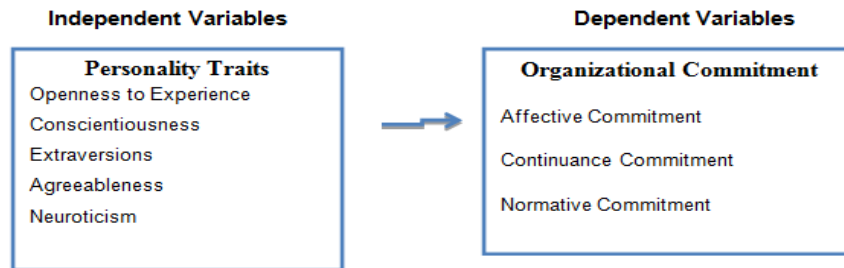 Independent Variables
Personality Traits
Openness to Experience
Conscientiousness
Extraversions
Agreeableness
Neuroticism
Dependent Variables
Organizational Commitment
Affective Commitment
Continuance Commitment
Normative Commitment